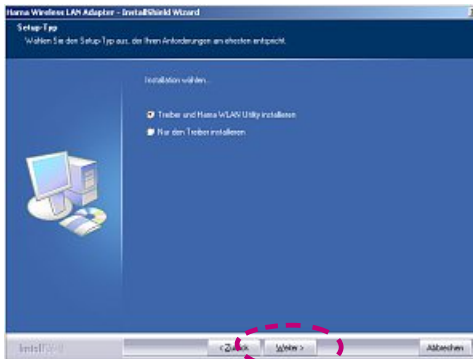 Hama Wireless LAN Adapter - InstallShield Wizard
Setup-Typ
Wählen Sie den Setup-Typ aus, der Ihren Anforderungen am ehesten entspricht.
Installation wählen...
Treiber und Hama WLAN Utility installieren
Nur den Treiber installieren
InstallShield
< Zurück
Weiter >
Abbrechen